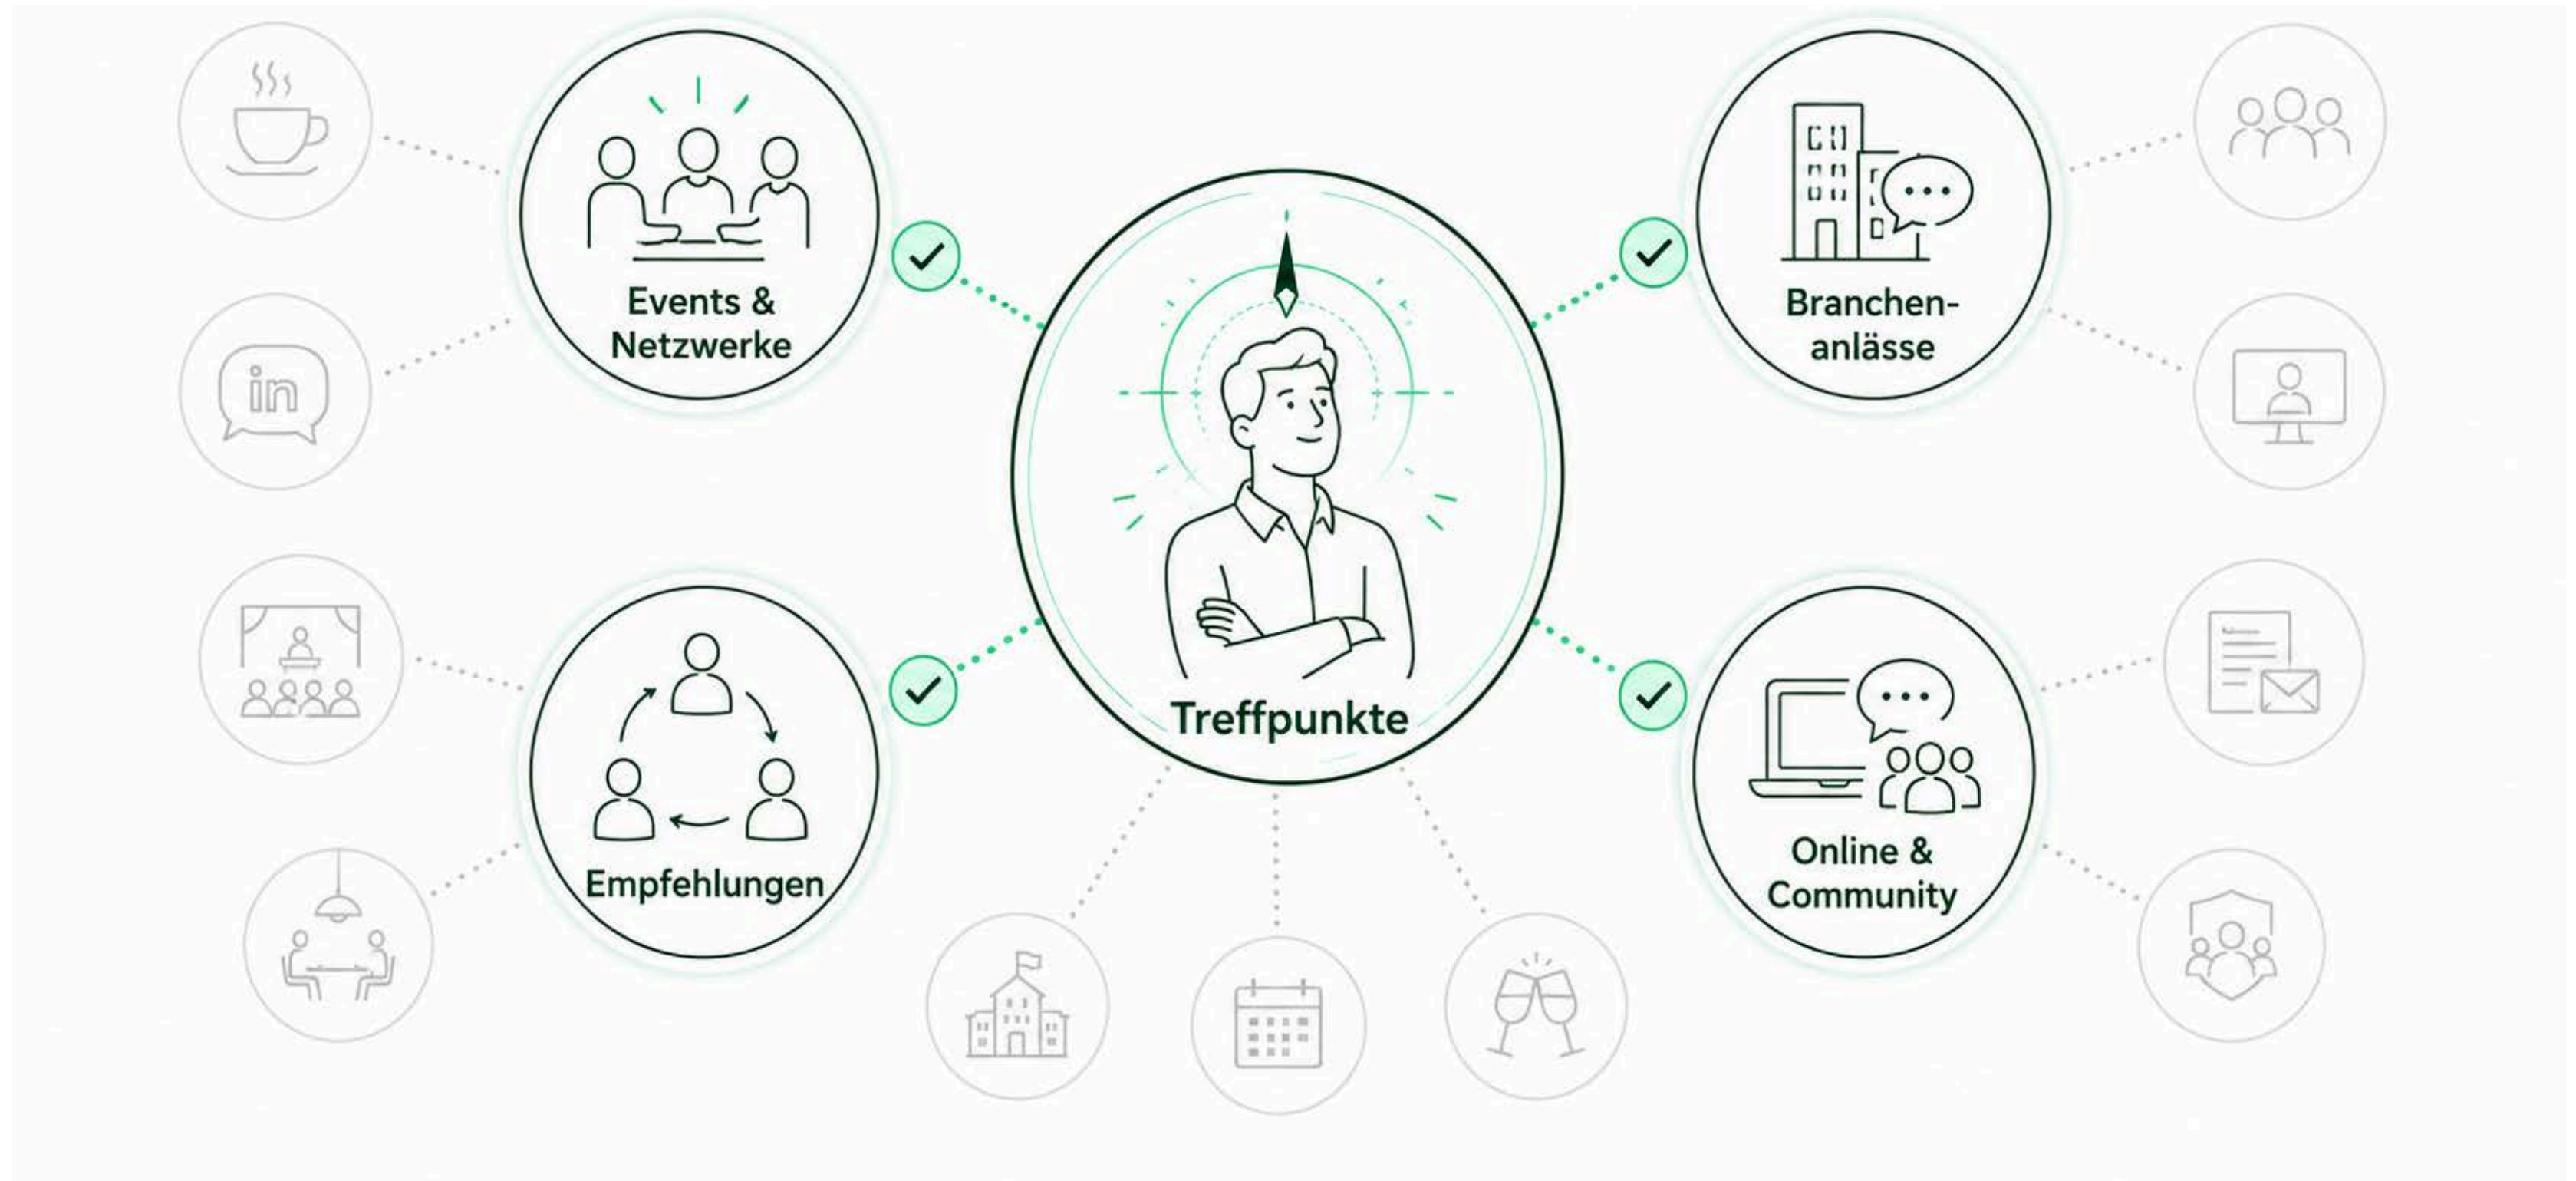 Events &
Netzwerke
Branchen-
anlässe
in
Treffpunkte
Empfehlungen
Online &
Community